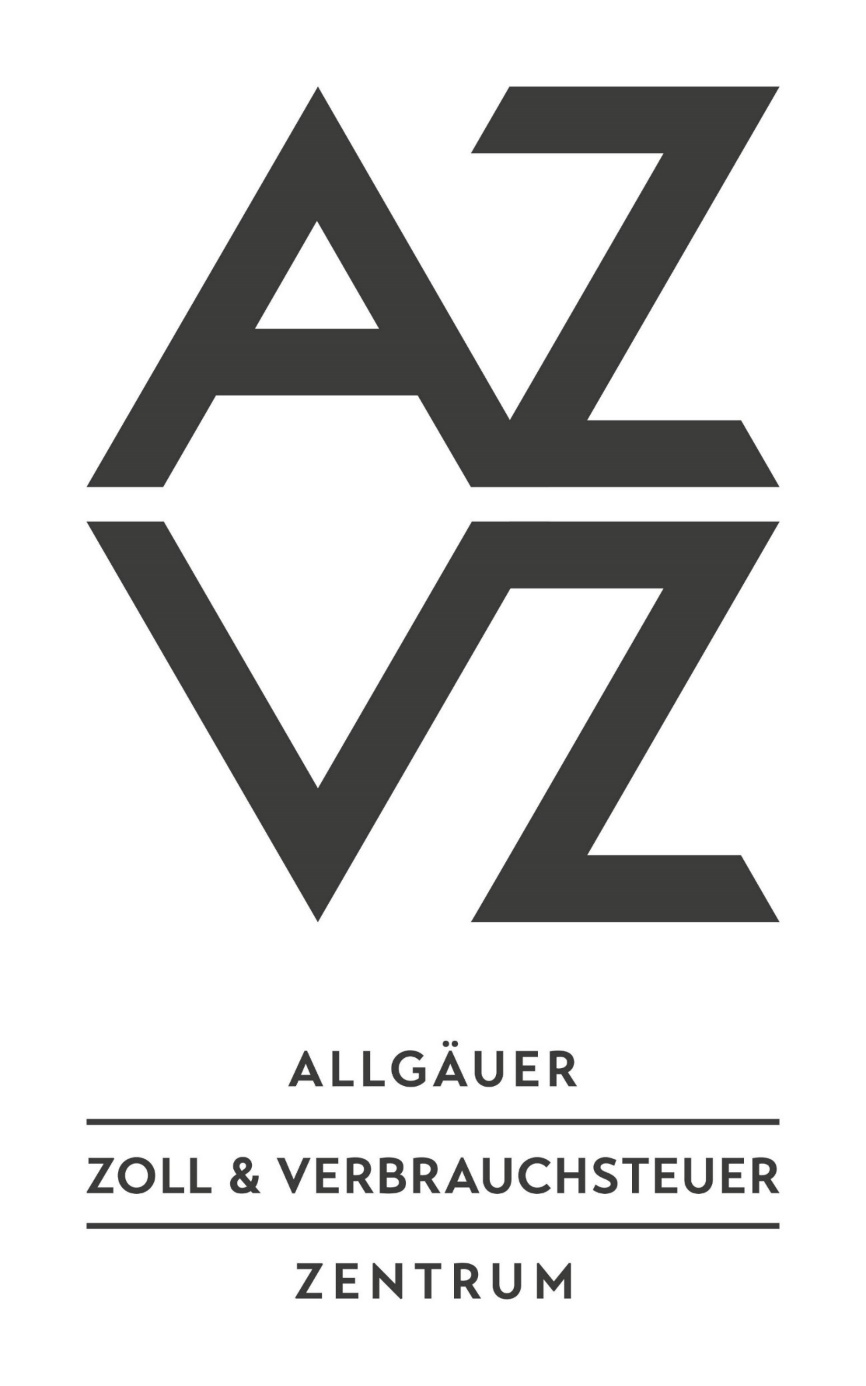 AZ
VZ
ALLGÄUER
ZOLL & VERBRAUCHSTEUER
ZENTRUM